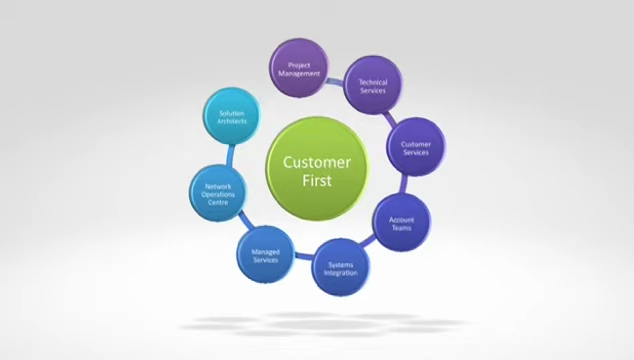 Project
Management
Technical
Services
Customer
Services
Account
Teams
Systems
Integration
Managed
Services
Network
Operations
Centre
Solution
Architects
Customer
First